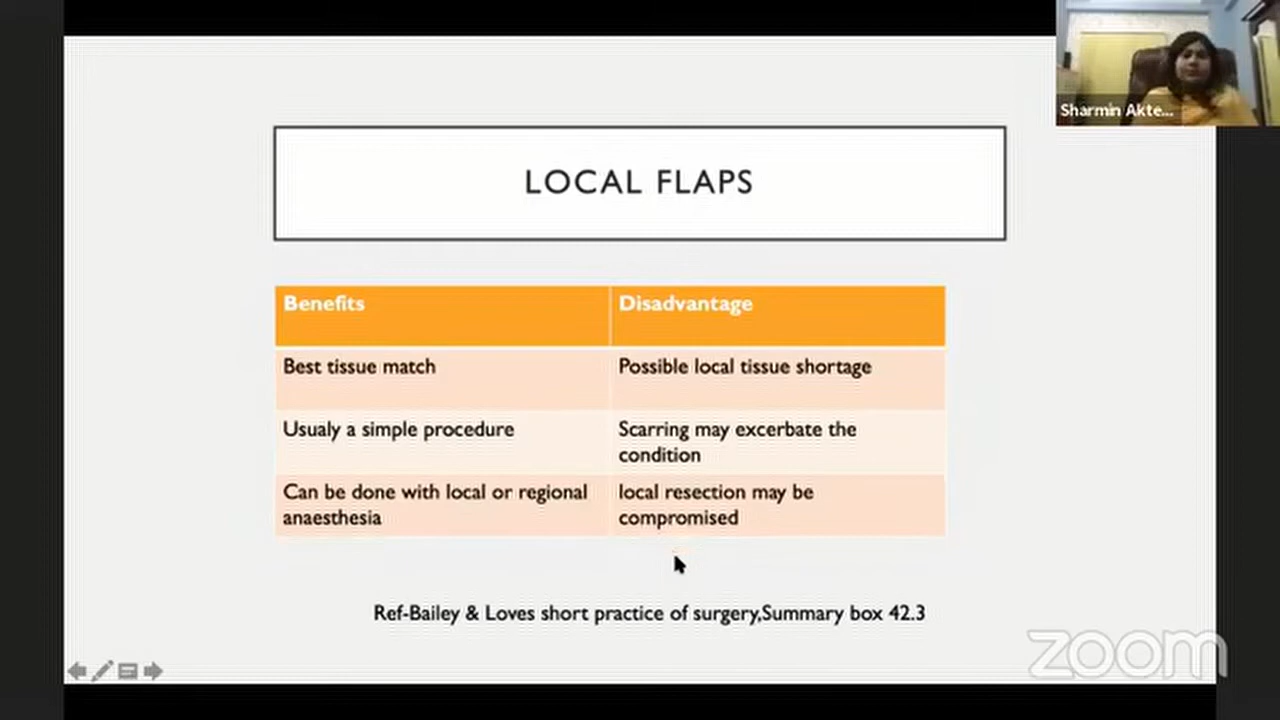 Sharmin Akte...
LOCAL FLAPS
Benefits
Disadvantage
Best tissue match
Possible local tissue shortage
Usualy a simple procedure
Scarring may excerbate the
condition
Can be done with local or regional
anaesthesia
local resection may be
compromised
Ref-Bailey & Loves short practice of surgery,Summary box 42.3
zoom